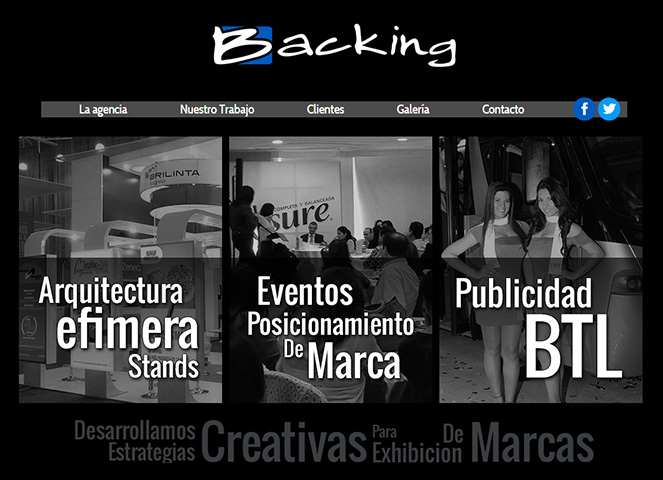 Backing
La agencia Nuestro Trabajo Clientes Galería Contacto
BRILINTA
COMPLETA Y BALANCEADA
sure
Arquitectura
efimera
Stands
Eventos
Posicionamiento
De Marca
Publicidad
BTL
Desarrollamos Estrategias Creativas Para Exhibicion De Marcas